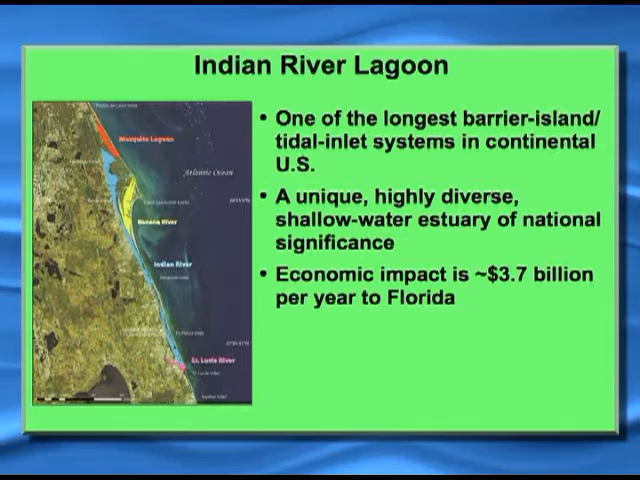 Indian River Lagoon
• One of the longest barrier-island/
tidal-inlet systems in continental
U.S.
• A unique, highly diverse,
shallow-water estuary of national
significance
• Economic impact is ~$3.7 billion
per year to Florida
Mosquito Lagoon
Atlantic Ocean
Banana River
Indian River
St. Lucie River